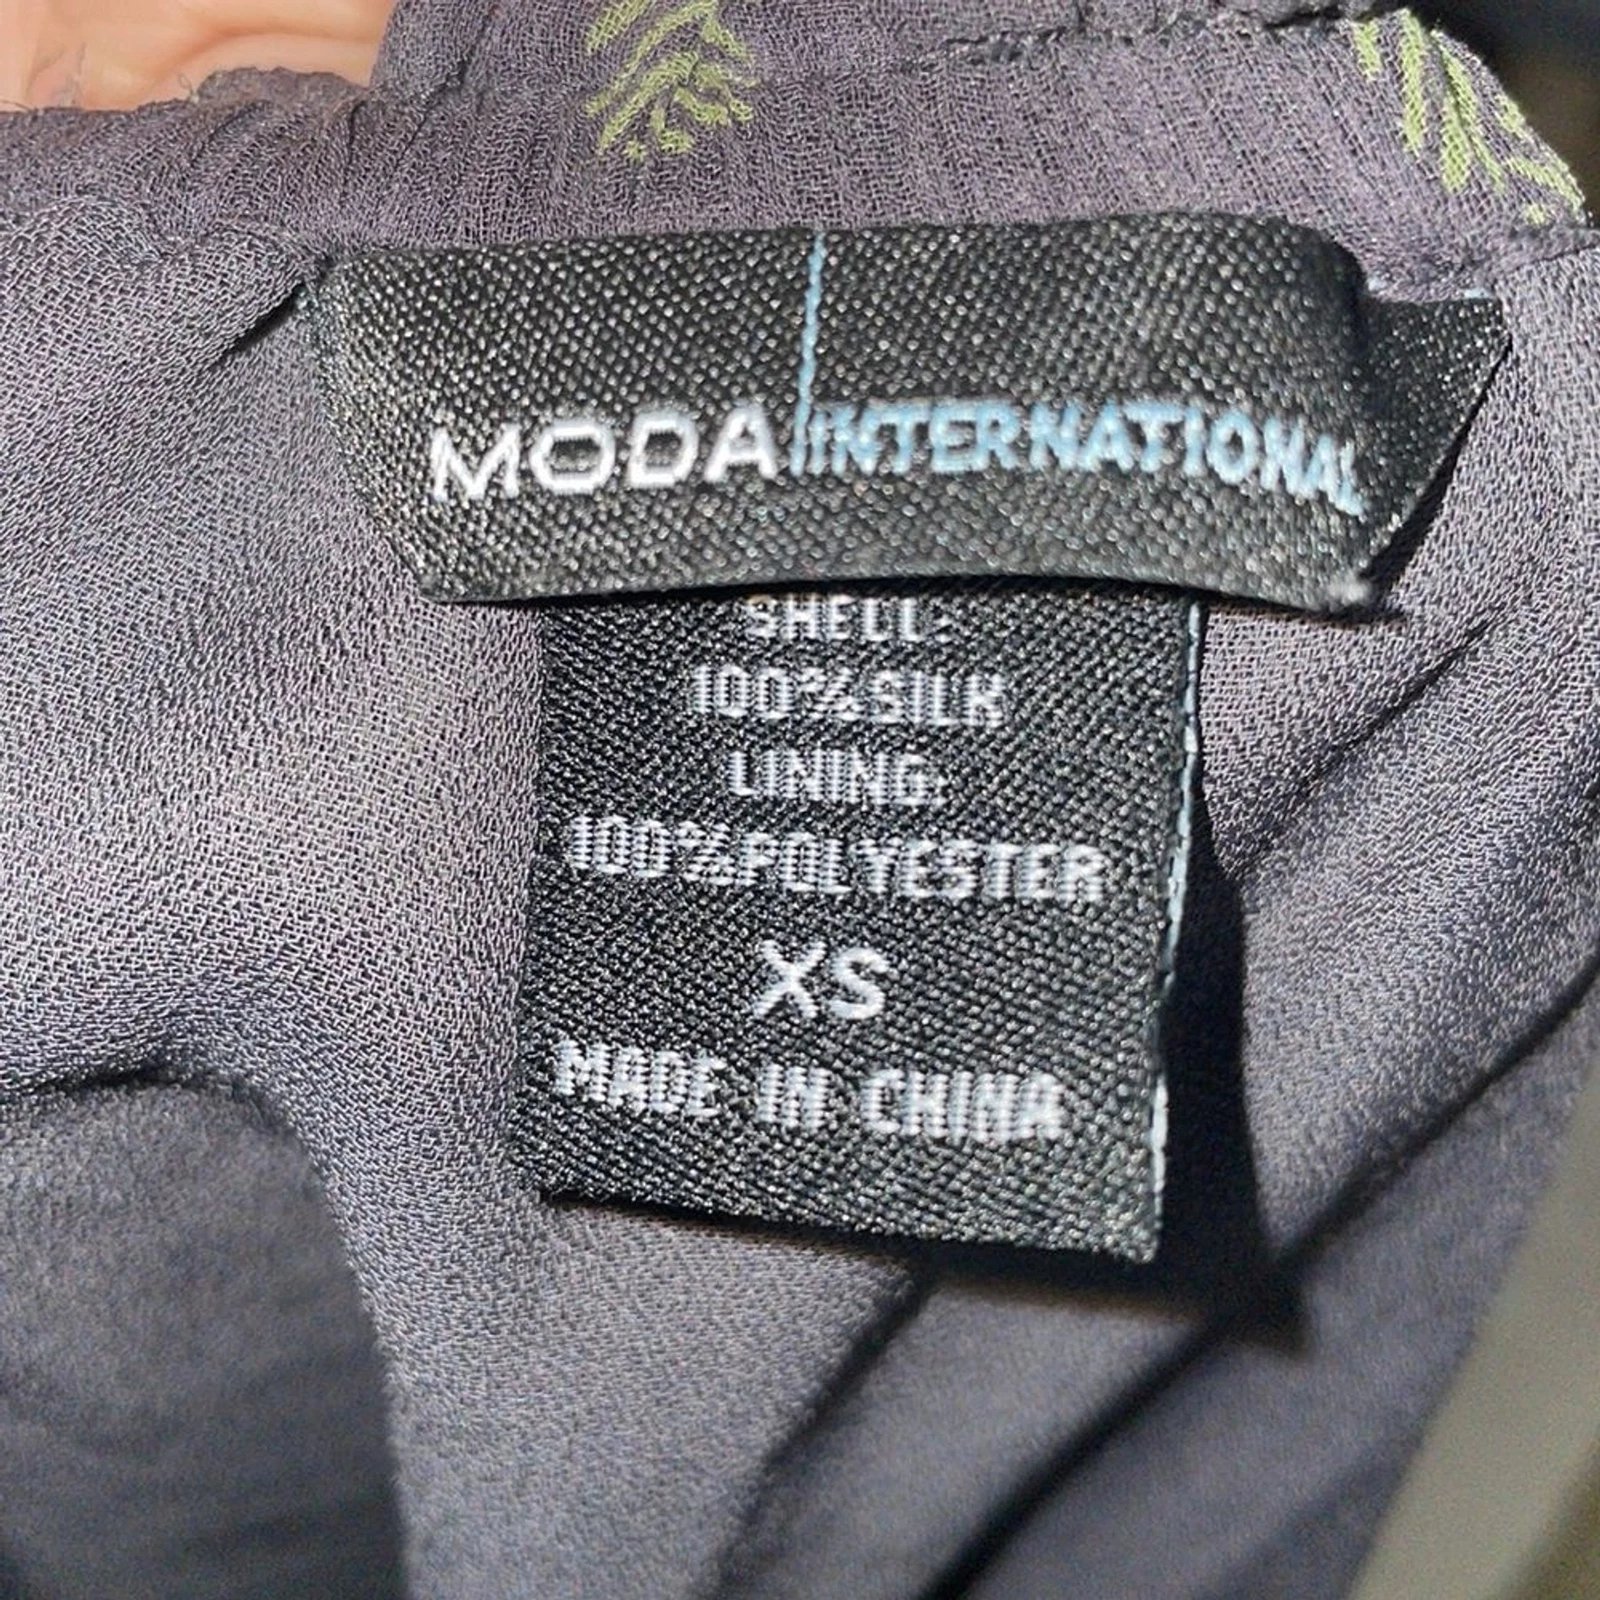 MODA INTERNATIONAL
SHELL:
100%SILK
LINING:
100%POLYESTER
XS
MADE IN CHINA